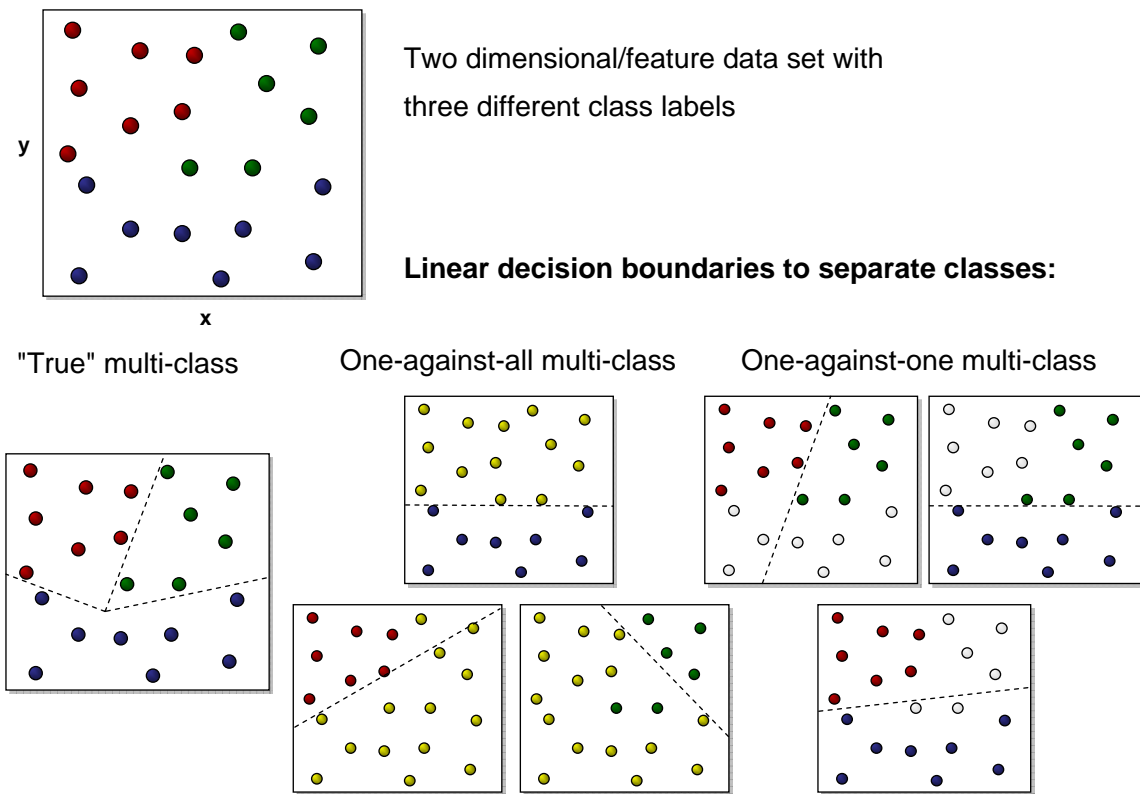 Two dimensional/feature data set with
three different class labels
y
x
Linear decision boundaries to separate classes:
"True" multi-class
One-against-all multi-class
One-against-one multi-class